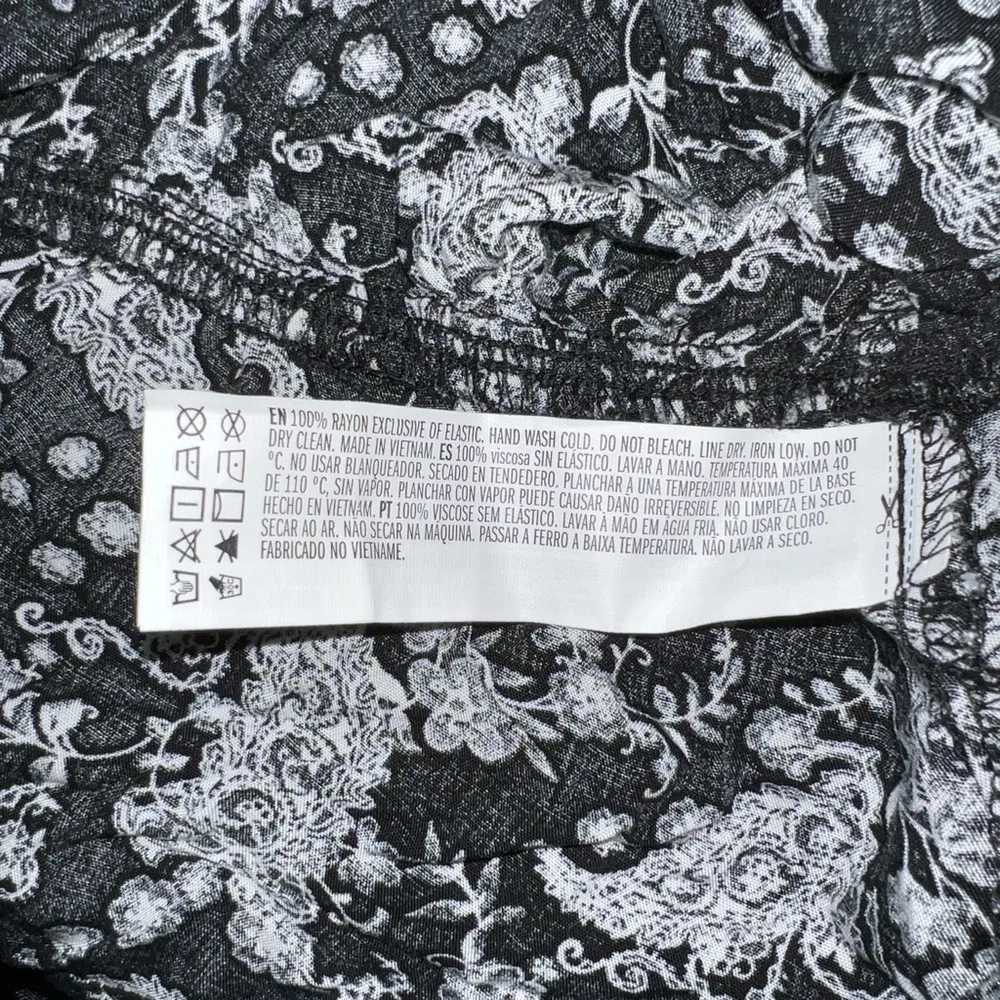 EN 100% RAYON EXCLUSIVE OF ELASTIC. HAND WASH COLD. DO NOT BLEACH. LINE DRY. IRON LOW. DO NOT
DRY CLEAN. MADE IN VIETNAM. ES 100% viscosa SIN ELÁSTICO. LAVAR A MANO. TEMPERATURA MÁXIMA 40
°C. NO USAR BLANQUEADOR. SECADO EN TENDEDERO. PLANCHAR A UNA TEMPERATURA MÁXIMA DE LA BASE
DE 110 °C, SIN VAPOR. PLANCHAR CON VAPOR PUEDE CAUSAR DAÑO IRREVERSIBLE. NO LIMPIEZA EN SECO.
HECHO EN VIETNAM. PT 100% VISCOSE SEM ELÁSTICO. LAVAR À MÃO EM ÁGUA FRIA. NÃO USAR CLORO.
SECAR AO AR. NÃO SECAR NA MÁQUINA. PASSAR A FERRO A BAIXA TEMPERATURA. NÃO LAVAR A SECO.
FABRICADO NO VIETNAME.